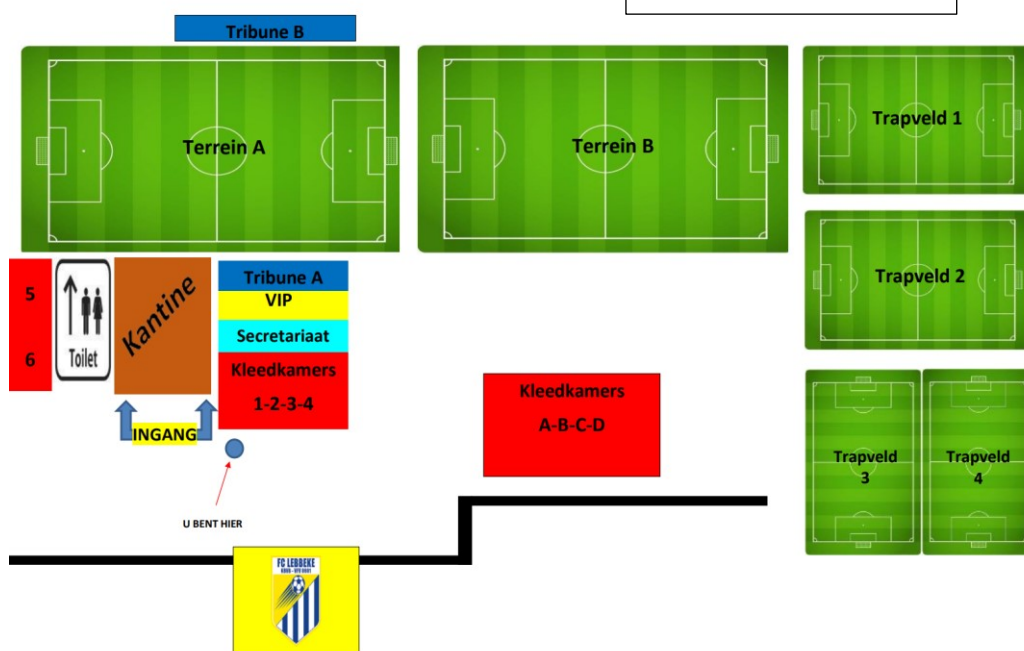 Tribune B
Terrein A
Terrein B
Trapveld 1
Trapveld 2
5
6
Toilet
Kantine
Tribune A
VIP
Secretariaat
Kleedkamers
1-2-3-4
Kleedkamers
A-B-C-D
Trapveld
3
Trapveld
4
INGANG
U BENT HIER
FC LEBBEKE